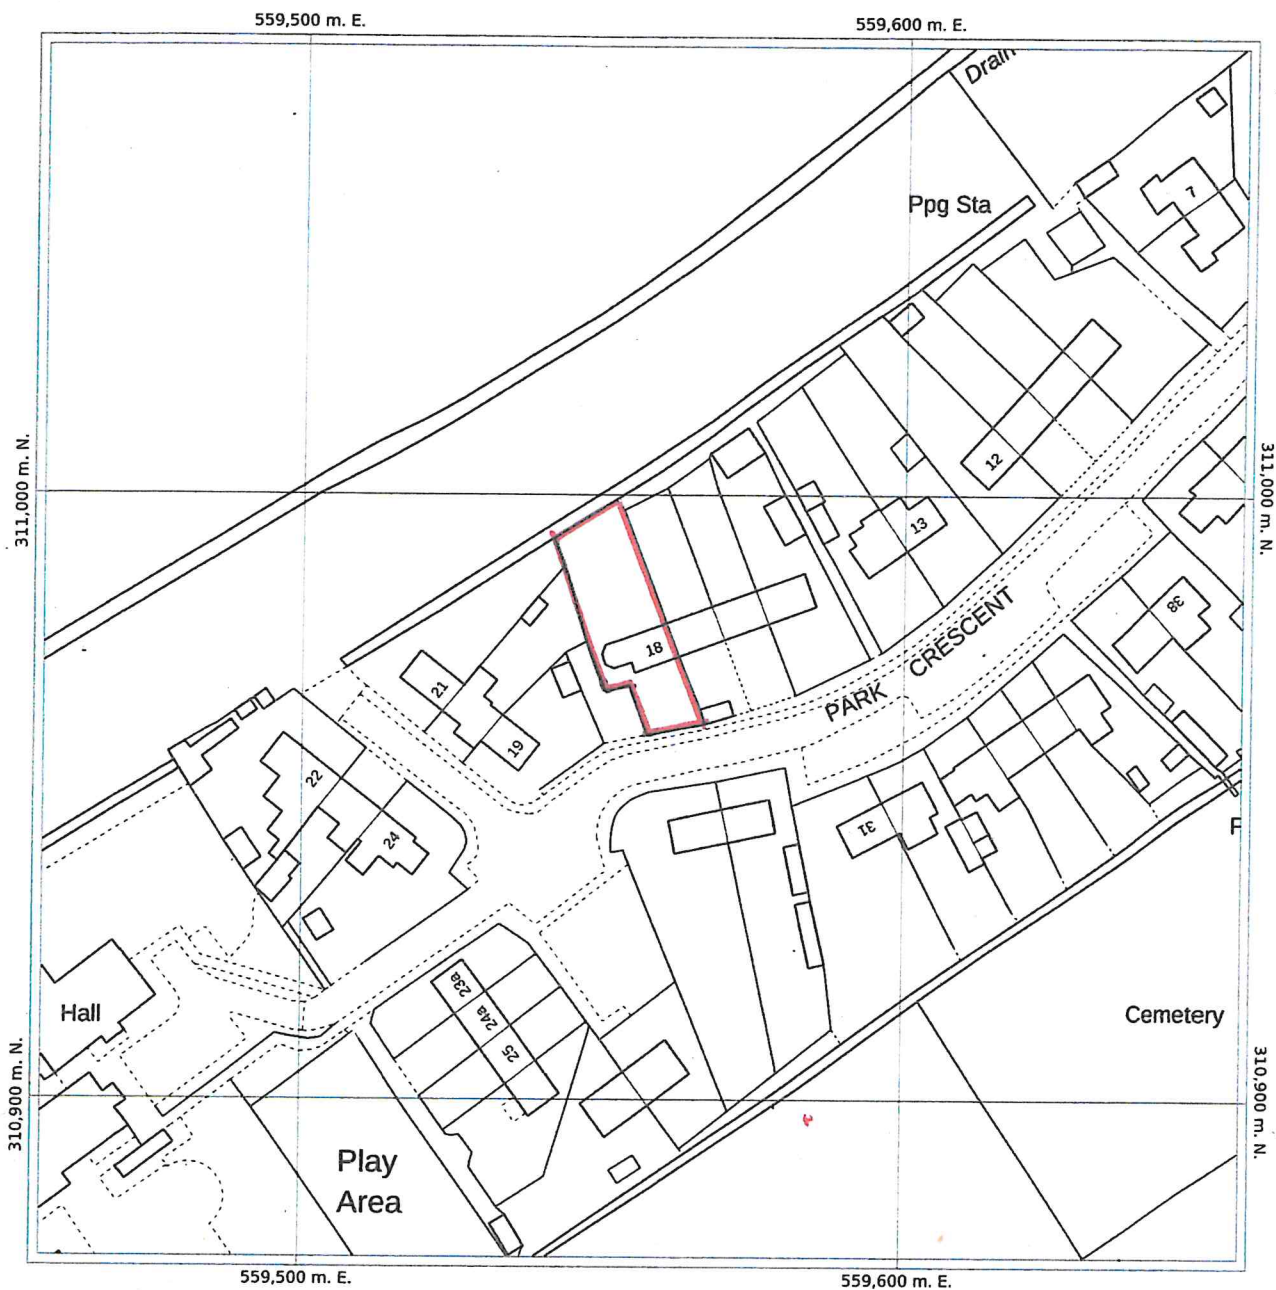 559,500 m. E.
559,600 m. E.
Drain
7
Ppg Sta
311,000 m. N.
311,000 m. N.
12
13
CRESCENT
38
18
PARK
21
19
22
24
31
F
23a
24a
25
Hall
Cemetery
310,900 m. N.
310,900 m. N.
Play
Area
559,500 m. E.
559,600 m. E.